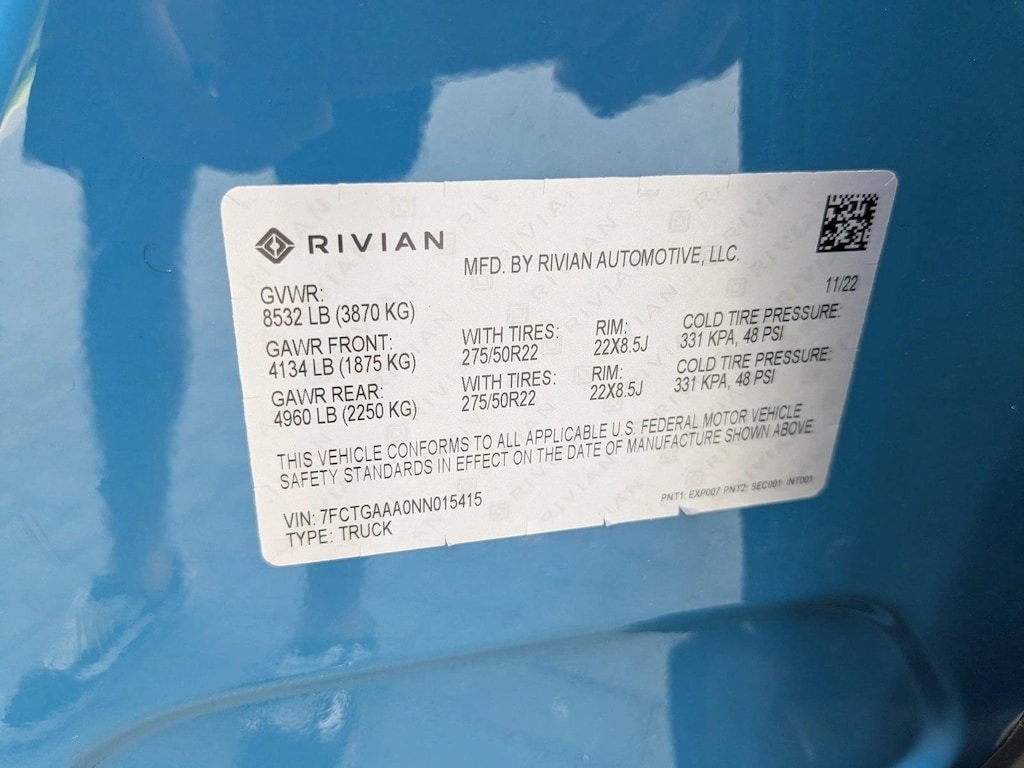 RIVIAN
MFD. BY RIVIAN AUTOMOTIVE, LLC.
11/22
GVWR:
8532 LB (3870 KG)
GAWR FRONT: WITH TIRES: RIM: COLD TIRE PRESSURE:
4134 LB (1875 KG) 275/50R22 22X8.5J 331 KPA, 48 PSI
GAWR REAR: WITH TIRES: RIM: COLD TIRE PRESSURE:
4960 LB (2250 KG) 275/50R22 22X8.5J 331 KPA, 48 PSI
THIS VEHICLE CONFORMS TO ALL APPLICABLE U.S. FEDERAL MOTOR VEHICLE
SAFETY STANDARDS IN EFFECT ON THE DATE OF MANUFACTURE SHOWN ABOVE.
VIN: 7FCTGAAA0NN015415
TYPE: TRUCK
PNT1: EXP007 PNT2: SEC001: INT001